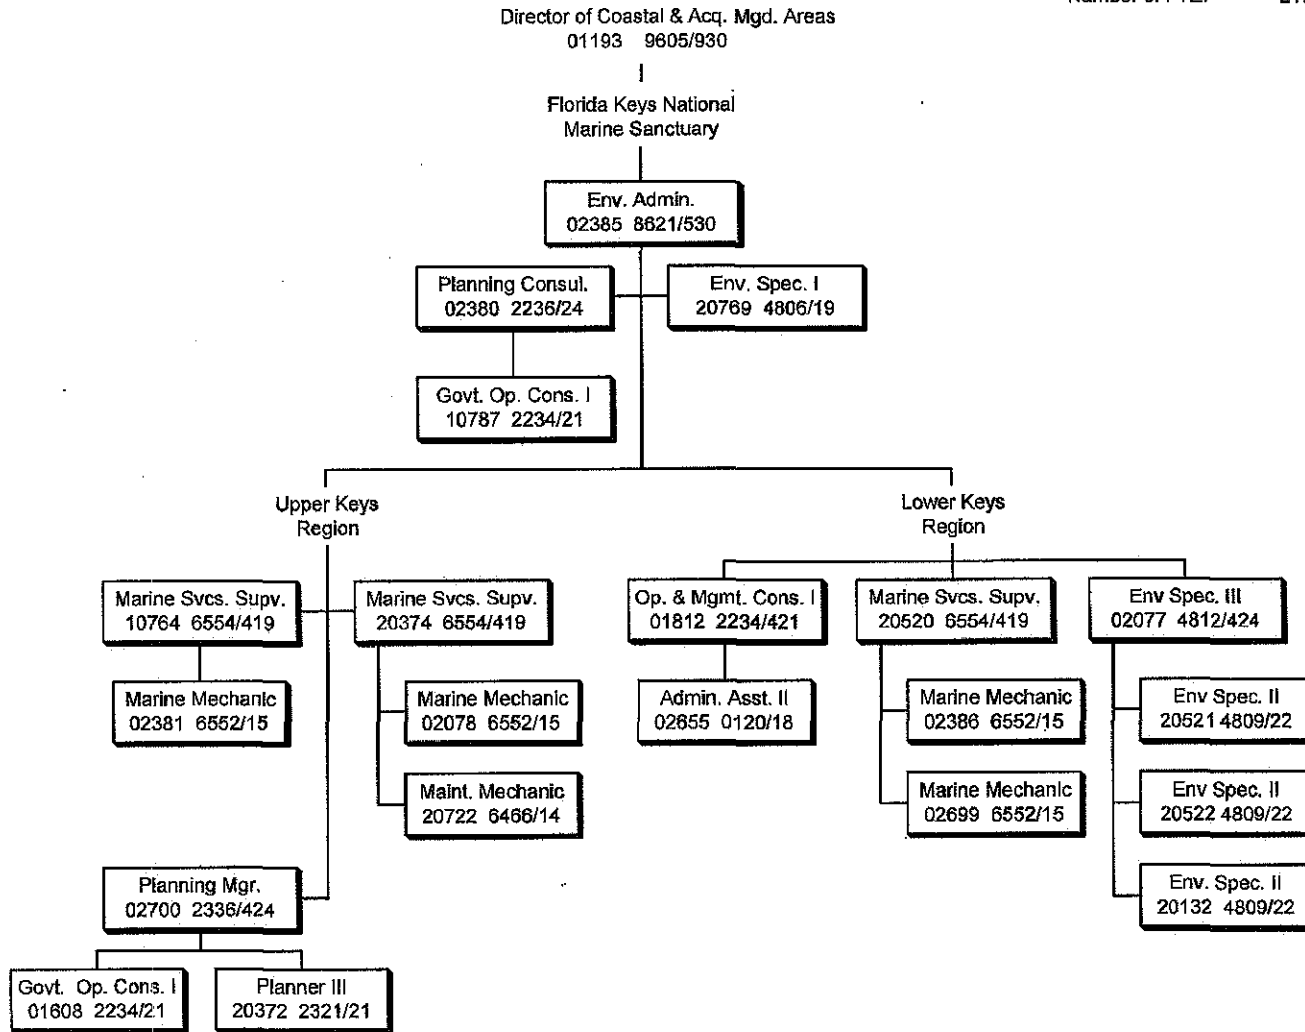 Director of Coastal & Acq. Mgd. Areas
01193 9605/930
Florida Keys National
Marine Sanctuary
Env. Admin.
02385 8621/530
Planning Consul.
02380 2236/24
Env. Spec. I
20769 4806/19
Govt. Op. Cons. I
10787 2234/21
Upper Keys
Region
Lower Keys
Region
Marine Svcs. Supv.
10764 6554/419
Marine Svcs. Supv.
20374 6554/419
Op. & Mgmt. Cons. I
01812 2234/421
Marine Svcs. Supv.
20520 6554/419
Env Spec. III
02077 4812/424
Marine Mechanic
02381 6552/15
Marine Mechanic
02078 6552/15
Admin. Asst. II
02655 0120/18
Marine Mechanic
02386 6552/15
Env Spec. II
20521 4809/22
Maint. Mechanic
20722 6466/14
Marine Mechanic
02699 6552/15
Env Spec. II
20522 4809/22
Planning Mgr.
02700 2336/424
Env. Spec. II
20132 4809/22
Govt. Op. Cons. I
01608 2234/21
Planner III
20372 2321/21